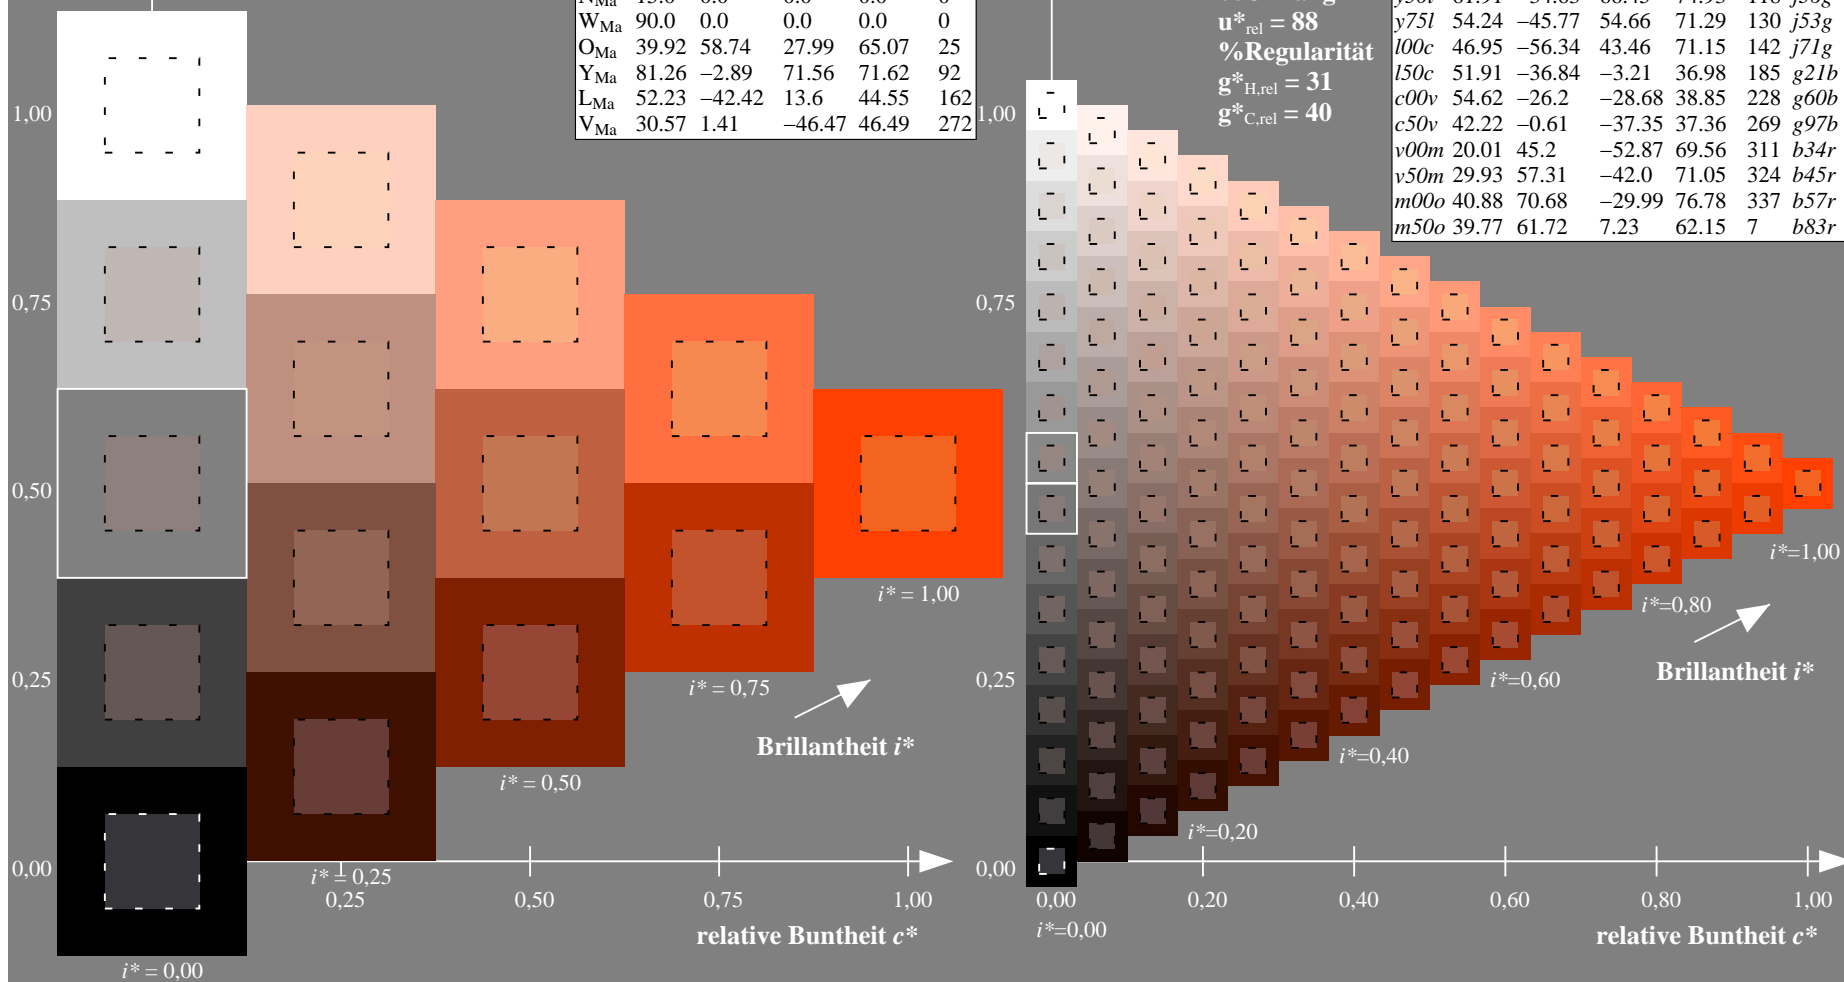 W_Ma 90.0 0.0 0.0 0.0 0
O_Ma 39.92 58.74 27.99 65.07 25
Y_Ma 81.26 −2.89 71.56 71.62 92
L_Ma 52.23 −42.42 13.6 44.55 162
V_Ma 30.57 1.41 −46.47 46.49 272
u*_rel = 88
%Regularität
g*_H,rel = 31
g*_C,rel = 40
y75l 54.24 −45.77 54.66 71.29 130 j53g
l00c 46.95 −56.34 43.46 71.15 142 j71g
l50c 51.91 −36.84 −3.21 36.98 185 g21b
c00v 54.62 −26.2 −28.68 38.85 228 g60b
c50v 42.22 −0.61 −37.35 37.36 269 g97b
v00m 20.01 45.2 −52.87 69.56 311 b34r
v50m 29.93 57.31 −42.0 71.05 324 b45r
m00o 40.88 70.68 −29.99 76.78 337 b57r
m50o 39.77 61.72 7.23 62.15 7 b83r
1,00
0,75
0,50
0,25
0,00
i* = 1,00
i* = 0,75
Brillantheit i*
i* = 0,50
i* = 0,25
0,25 0,50 0,75 1,00
relative Buntheit c*
i* = 0,00
1,00
0,75
0,50
0,25
0,00
i*=1,00
i*=0,80
Brillantheit i*
i*=0,60
i*=0,40
i*=0,20
0,00 0,20 0,40 0,60 0,80 1,00
i*=0,00
relative Buntheit c*